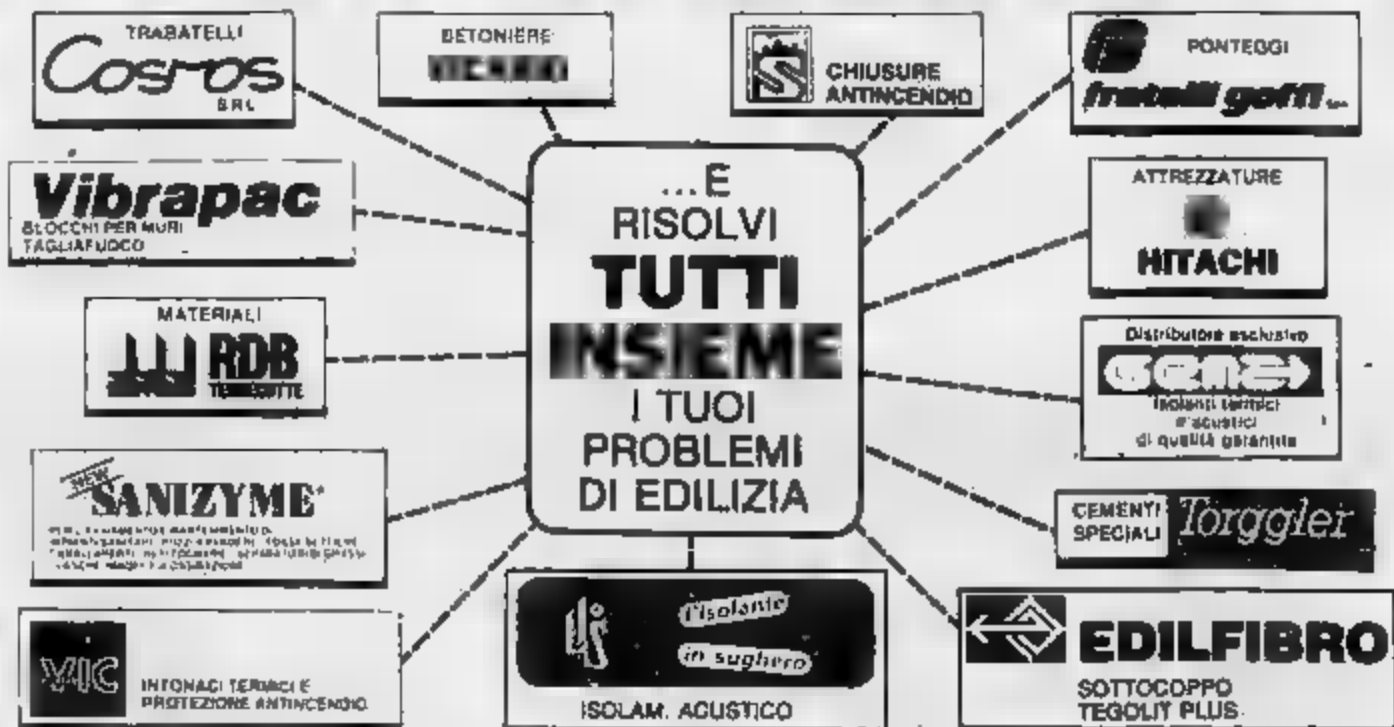 TRABATELLI
Cosmos
SRL
BETONIERE
CHIUSURE
ANTINCENDIO
PONTEGGI
fratelli goffi
Vibrapac
BLOCCHI PER MURI
TAGLIAFUOCO
...E
RISOLVI
TUTTI
INSIEME
I TUOI
PROBLEMI
DI EDILIZIA
ATTREZZATURE
HITACHI
MATERIALI
RDB
TERRECOTTE
Distributore esclusivo
Isolanti termici
di qualità garantita
NEW
SANIZYME
CEMENTI
SPECIALI
Torggler
VIC
INTONACI TERMICI E
PROTEZIONE ANTINCENDIO
l'isolante
in sughero
ISOLAM. ACUSTICO
EDILFIBRO
SOTTOCOPPO
TEGOLIT PLUS